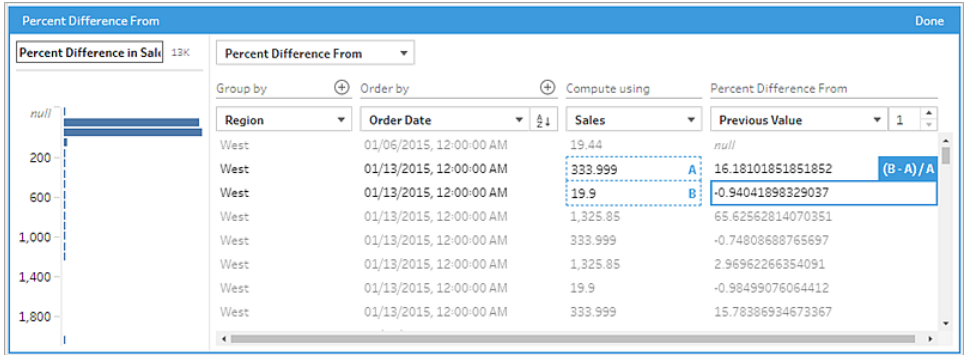 Percent Difference From Done
Percent Difference in Sale 13K Percent Difference From
Group by Order by Compute using Percent Difference From
null
Region Order Date A Z Sales Previous Value 1
West 01/06/2015, 12:00:00 AM 19.44 null
200 West 01/13/2015, 12:00:00 AM 333.999 A 16.18101851851852 (B - A) / A
600 West 01/13/2015, 12:00:00 AM 19.9 B -0.94041898329037
West 01/13/2015, 12:00:00 AM 1,325.85 65.62562814070351
1,000 West 01/13/2015, 12:00:00 AM 333.999 -0.74808688765697
West 01/13/2015, 12:00:00 AM 1,325.85 2.96962266354091
1,400 West 01/13/2015, 12:00:00 AM 19.9 -0.98499076064412
1,800 West 01/13/2015, 12:00:00 AM 333.999 15.78386934673367